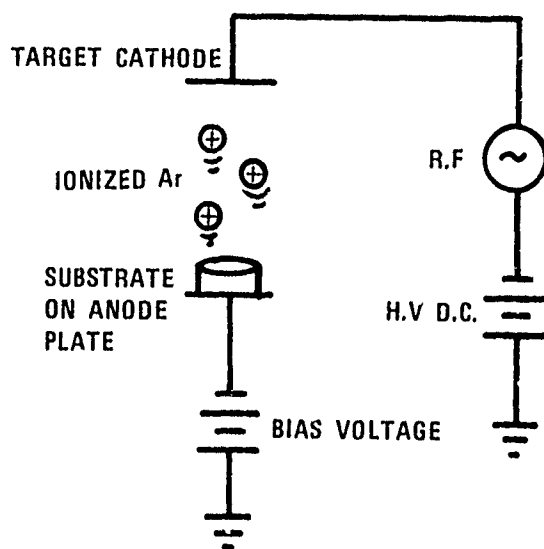 TARGET CATHODE
R.F
~
IONIZED Ar
+
+
+
SUBSTRATE
ON ANODE
PLATE
H.V D.C.
BIAS VOLTAGE